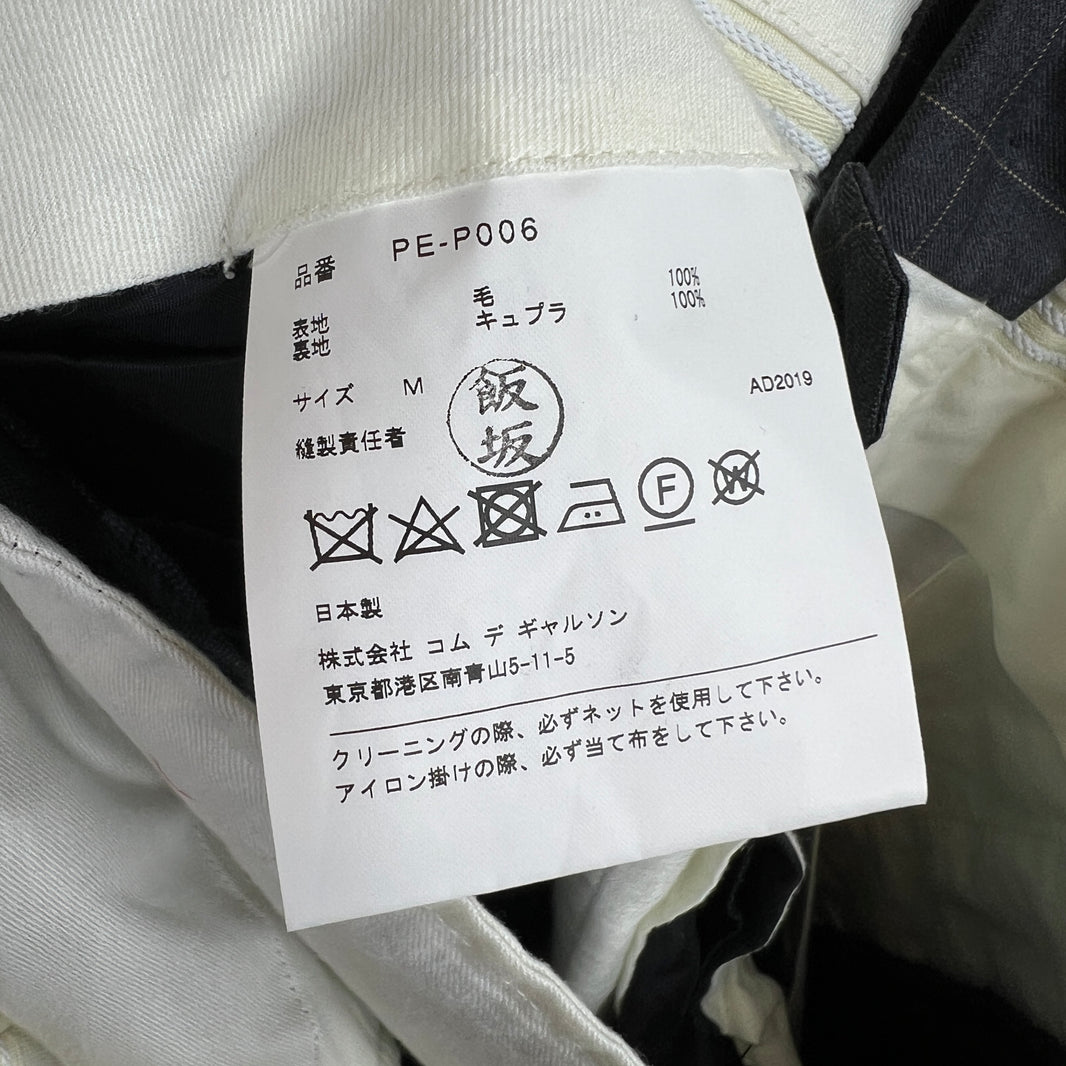 品番 PE-P006
表地 毛 100%
裏地 キュプラ 100%
サイズ M AD2019
縫製責任者 飯坂
F W
日本製
株式会社 コム デ ギャルソン
東京都港区南青山5-11-5
クリーニングの際、必ずネットを使用して下さい。
アイロン掛けの際、必ず当て布をして下さい。